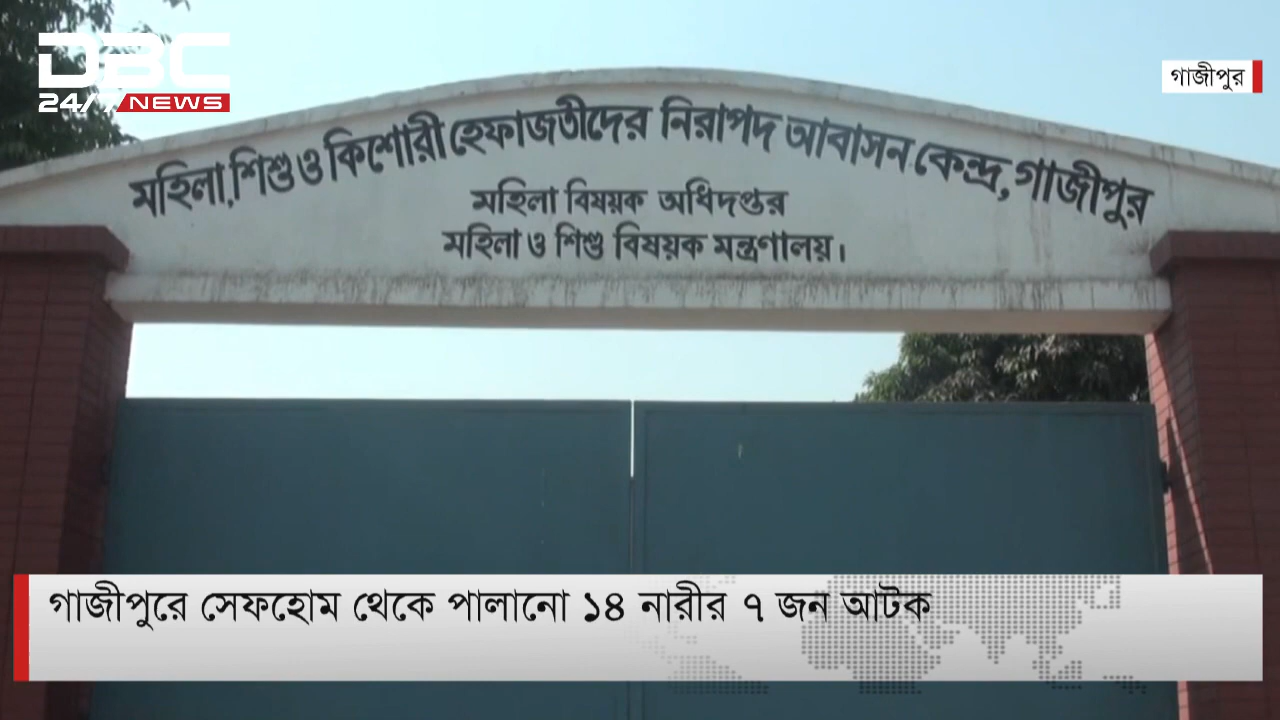 DBC
24/7 NEWS
গাজীপুর
মহিলা, শিশু ও কিশোরী হেফাজতীদের নিরাপদ আবাসন কেন্দ্র, গাজীপুর
মহিলা বিষয়ক অধিদপ্তর
মহিলা ও শিশু বিষয়ক মন্ত্রণালয়।
গাজীপুরে সেফহোম থেকে পালানো ১৪ নারীর ৭ জন আটক